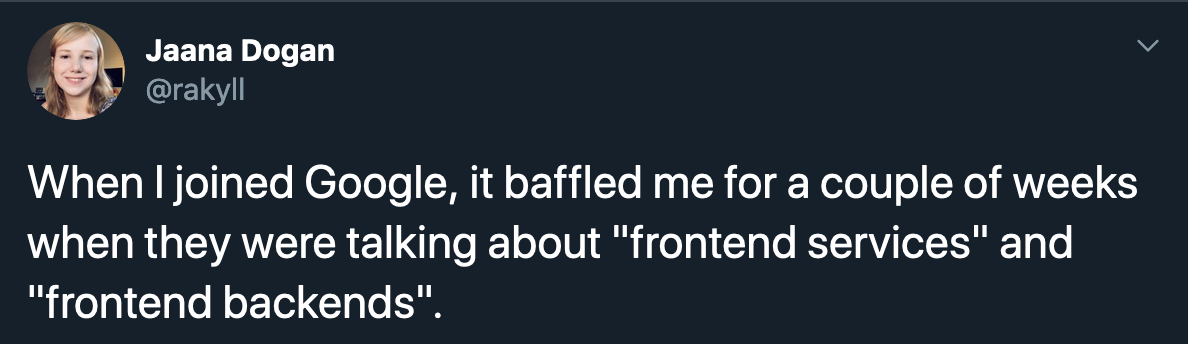 Jaana Dogan
@rakyll
When I joined Google, it baffled me for a couple of weeks
when they were talking about "frontend services" and
"frontend backends".